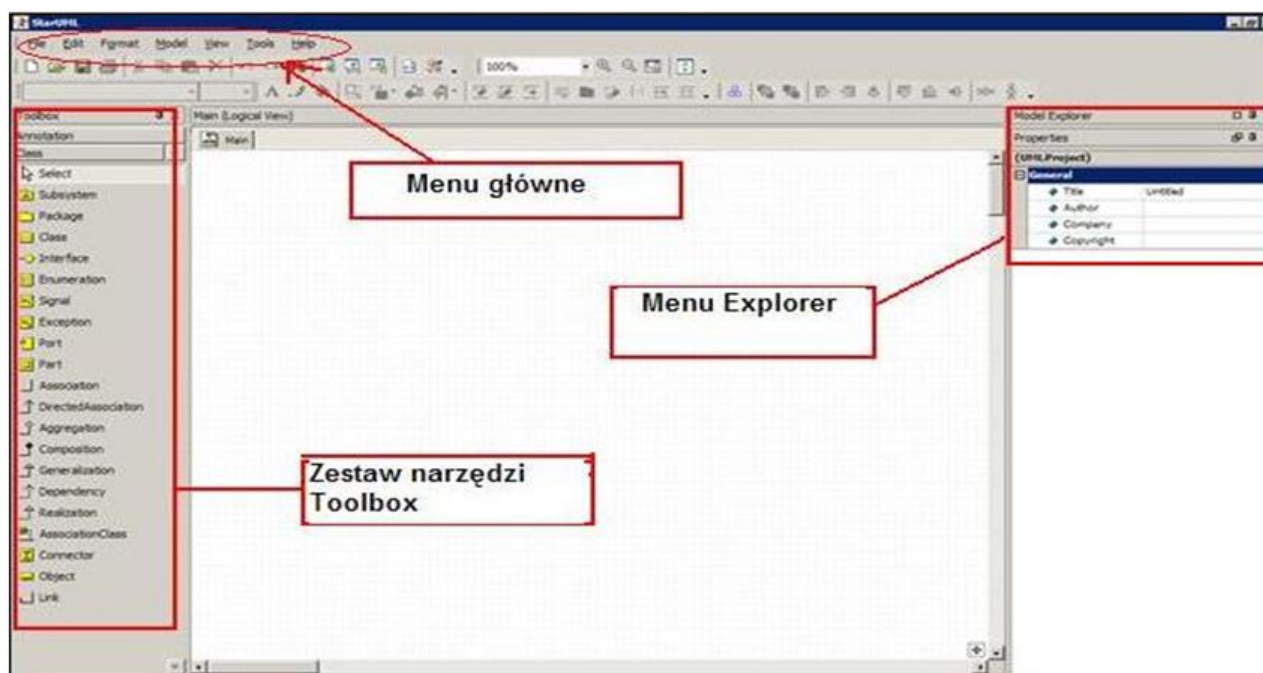 StarUML
File Edit Format Model View Tools Help
100%
Toolbox
Annotation
Class
Select
Subsystem
Package
Class
Interface
Enumeration
Signal
Exception
Port
Part
Association
DirectedAssociation
Aggregation
Composition
Generalization
Dependency
Realization
AssociationClass
Connector
Object
Link
Main (Logical View)
Main
Menu główne
Menu Explorer
Zestaw narzędzi
Toolbox
Model Explorer
Properties
(UMLProject)
General
Title Untitled
Author
Company
Copyright